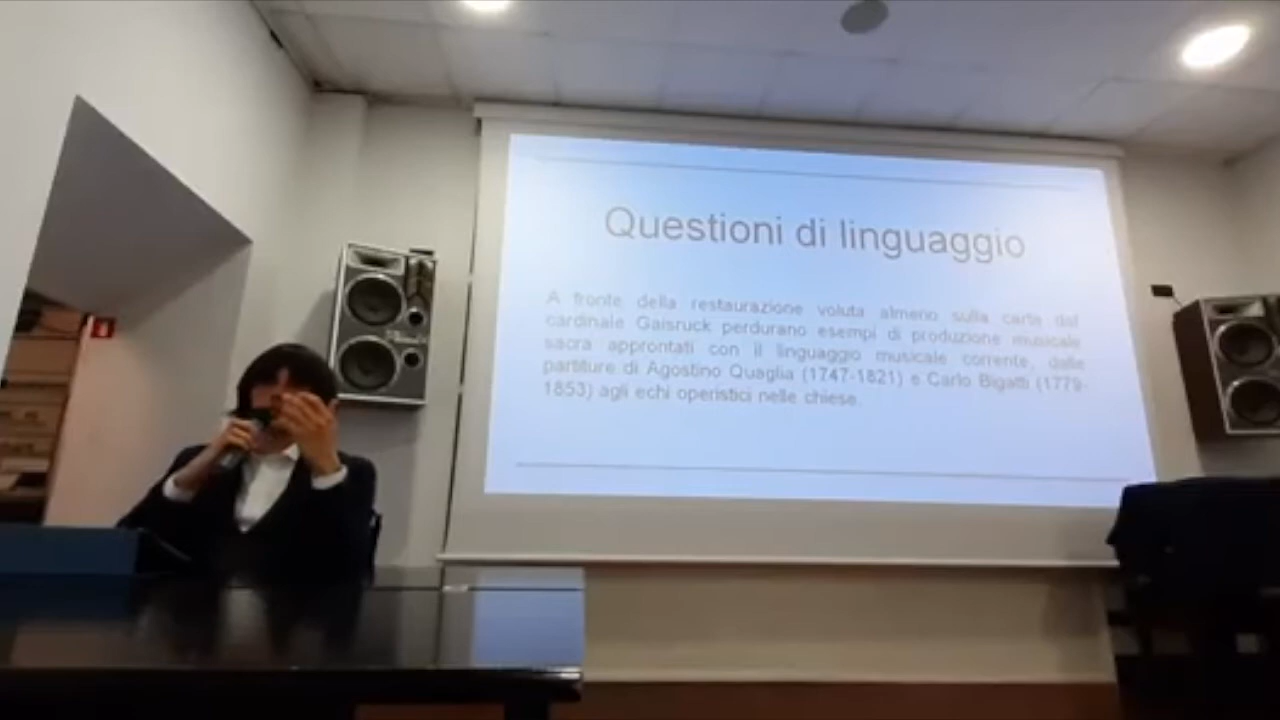 Questioni di linguaggio
A fronte della restaurazione voluta almeno sulla carta dal
cardinale Gaisruck perdurano esempi di produzione musicale
sacra approntati con il linguaggio musicale corrente, dalle
partiture di Agostino Quaglia (1747-1821) e Carlo Bigatti (1779-
1853) agli echi operistici nelle chiese.